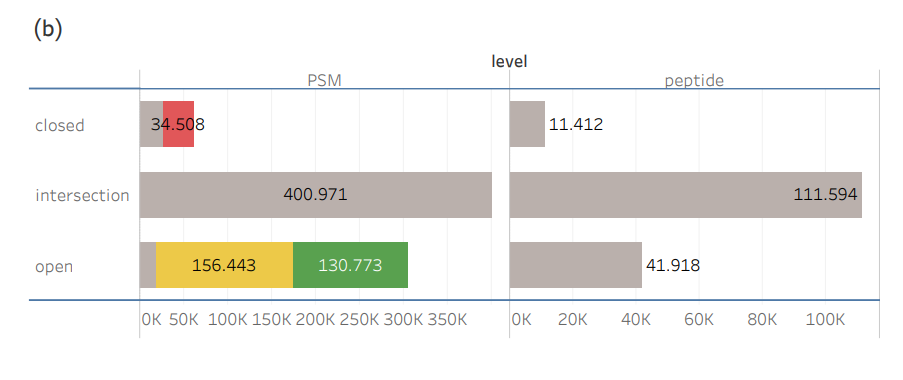 (b)
level
PSM peptide
closed 34.508 11.412
intersection 400.971 111.594
open 156.443 130.773 41.918
0K 50K 100K 150K 200K 250K 300K 350K 0K 20K 40K 60K 80K 100K